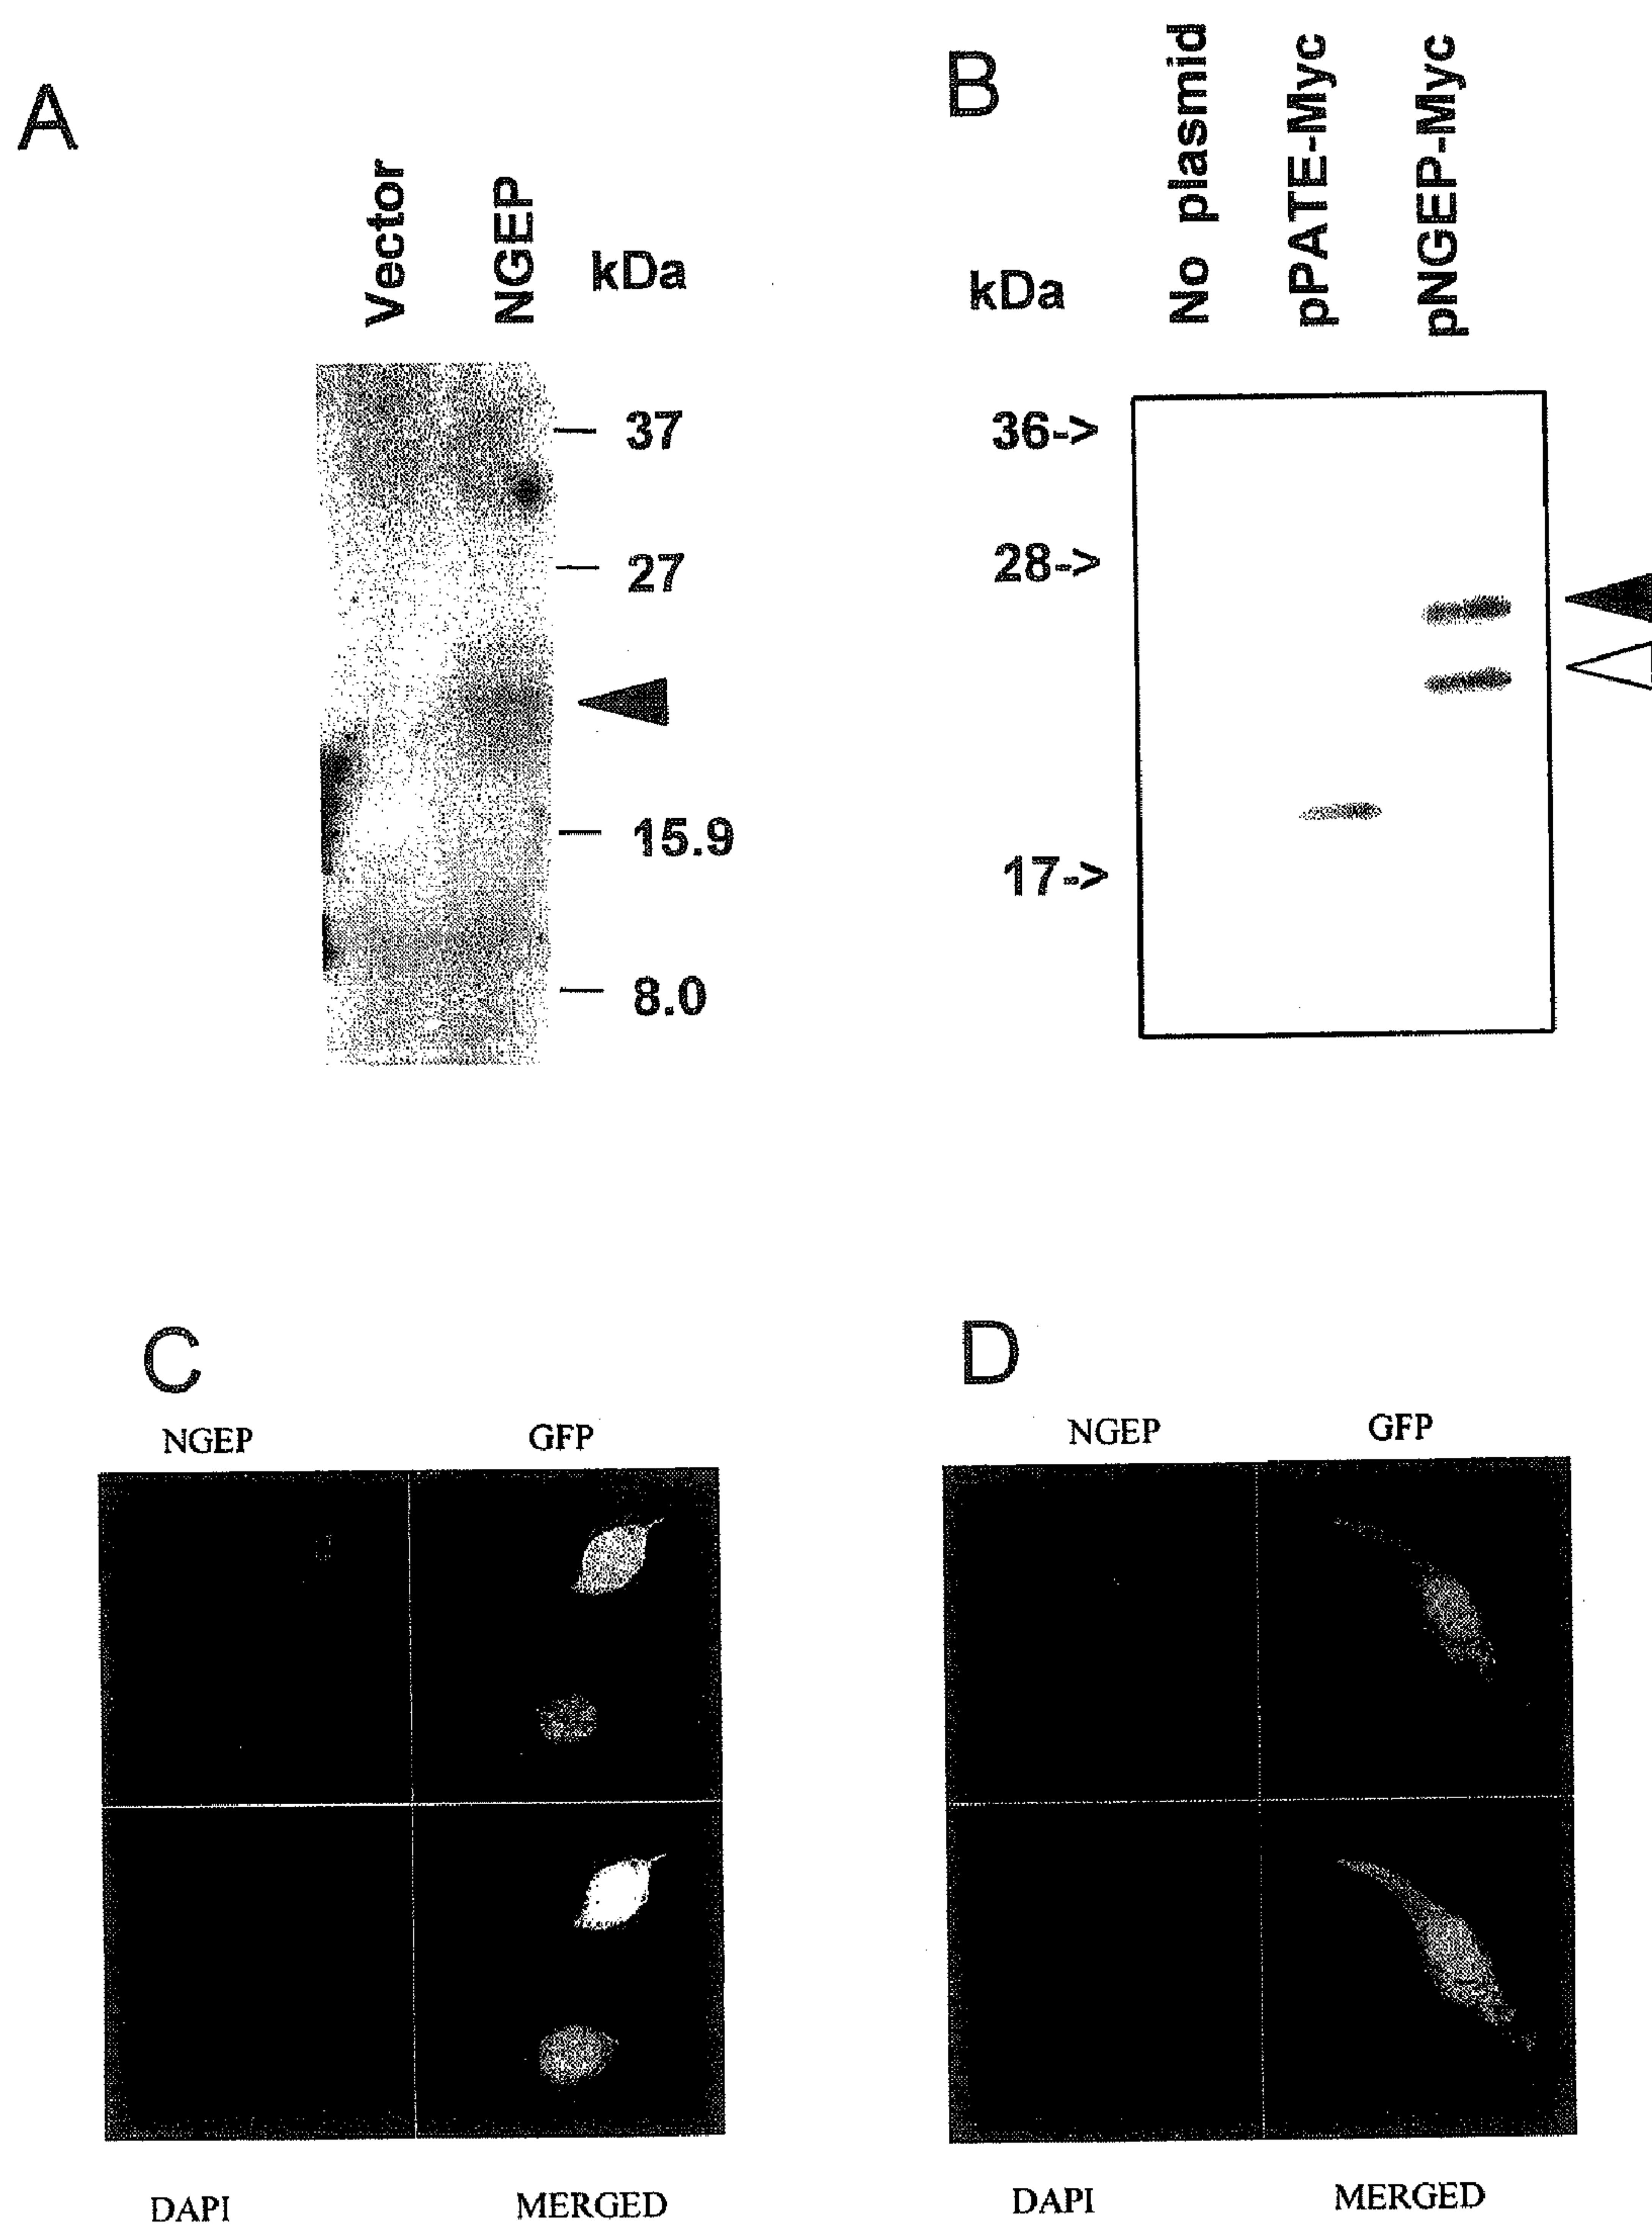 A
Vector
NGEP
kDa
37
27
15.9
8.0
B
kDa
No plasmid
pPATE-Myc
pNGEP-Myc
36->
28->
17->
C
NGEP
GFP
DAPI
MERGED
D
NGEP
GFP
DAPI
MERGED